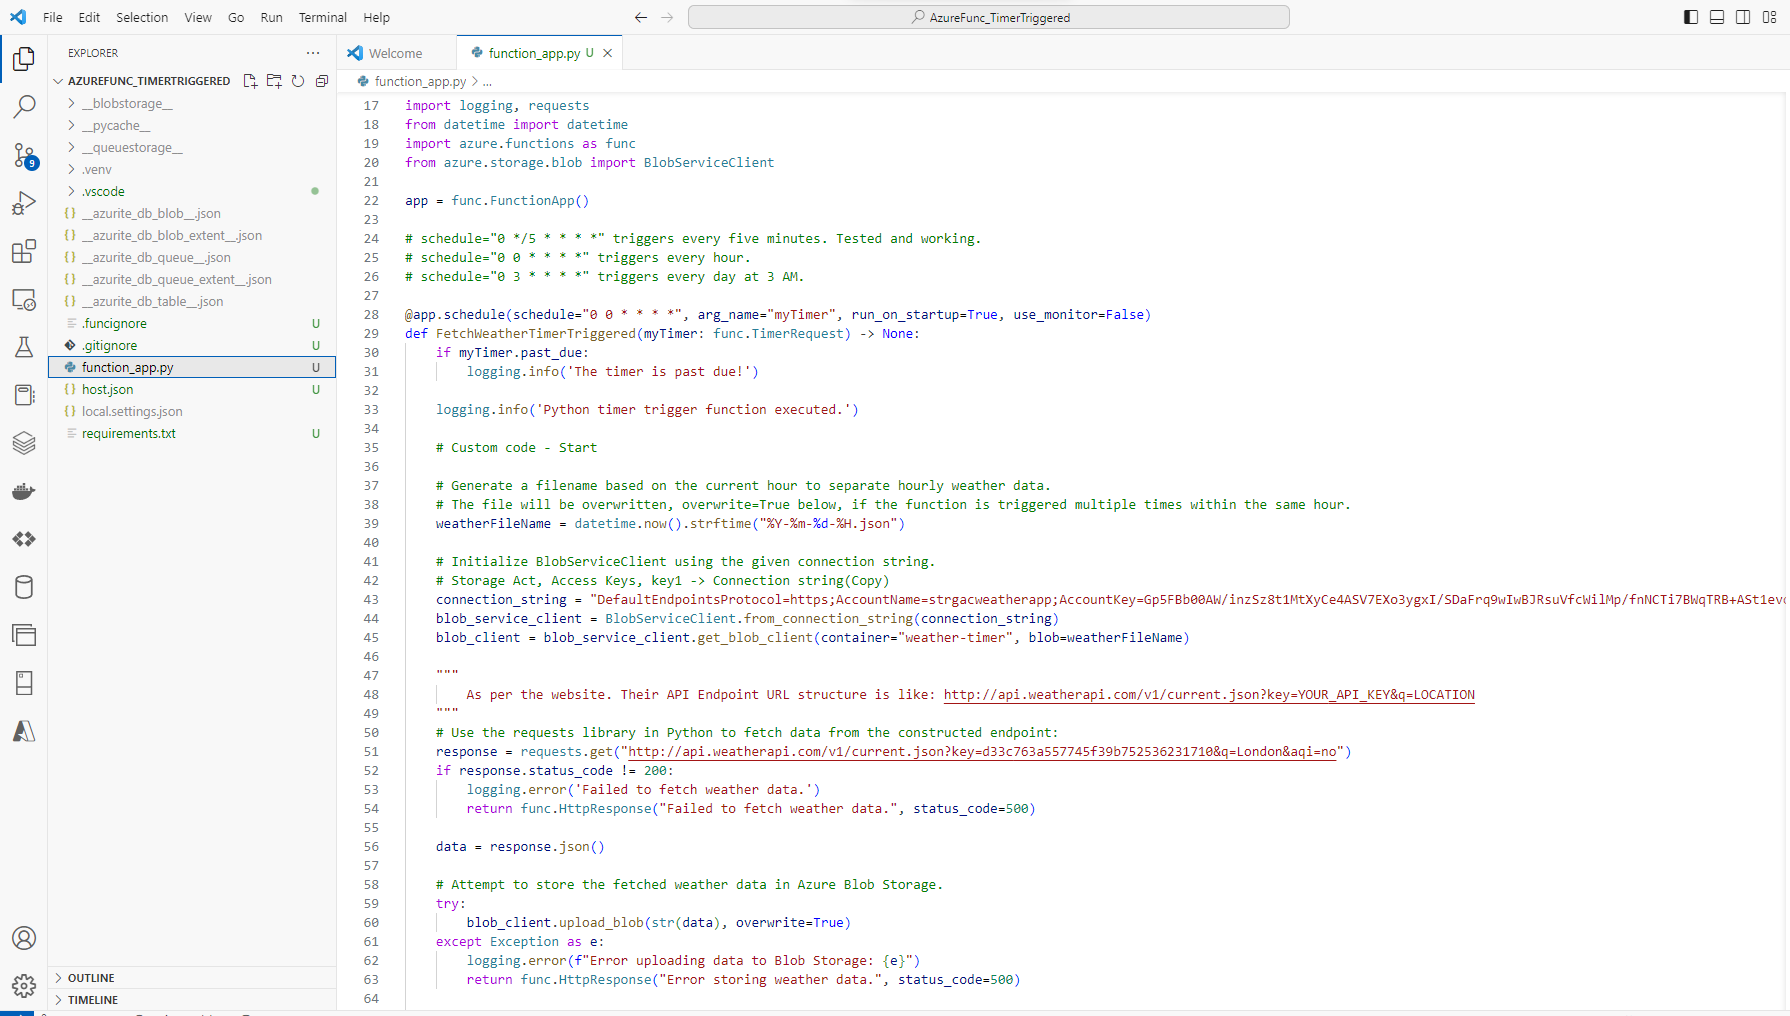 File Edit Selection View Go Run Terminal Help
AzureFunc_TimerTriggered
EXPLORER
AZUREFUNC_TIMERTRIGGERED
__blobstorage__
__pycache__
__queuestorage__
.venv
.vscode
__azurite_db_blob__.json
__azurite_db_blob_extent__.json
__azurite_db_queue__.json
__azurite_db_queue_extent__.json
__azurite_db_table__.json
.funcignore U
.gitignore U
function_app.py U
host.json U
local.settings.json
requirements.txt U
OUTLINE
TIMELINE
9
Welcome
function_app.py U
function_app.py > ...
17 import logging, requests
18 from datetime import datetime
19 import azure.functions as func
20 from azure.storage.blob import BlobServiceClient
21
22 app = func.FunctionApp()
23
24 # schedule="0 */5 * * * *" triggers every five minutes. Tested and working.
25 # schedule="0 0 * * * *" triggers every hour.
26 # schedule="0 3 * * * *" triggers every day at 3 AM.
27
28 @app.schedule(schedule="0 0 * * * *", arg_name="myTimer", run_on_startup=True, use_monitor=False)
29 def FetchWeatherTimerTriggered(myTimer: func.TimerRequest) -> None:
30 if myTimer.past_due:
31 logging.info('The timer is past due!')
32
33 logging.info('Python timer trigger function executed.')
34
35 # Custom code - Start
36
37 # Generate a filename based on the current hour to separate hourly weather data.
38 # The file will be overwritten, overwrite=True below, if the function is triggered multiple times within the same hour.
39 weatherFileName = datetime.now().strftime("%Y-%m-%d-%H.json")
40
41 # Initialize BlobServiceClient using the given connection string.
42 # Storage Act, Access Keys, key1 -> Connection string(Copy)
43 connection_string = "DefaultEndpointsProtocol=https;AccountName=strgacweatherapp;AccountKey=Gp5FBb00AW/inzSz8t1MtXyCe4ASV7EXo3ygxI/SDaFrq9wIwBJRsuVfcWilMp/fnNCTi7BWqTRB+ASt1evc
44 blob_service_client = BlobServiceClient.from_connection_string(connection_string)
45 blob_client = blob_service_client.get_blob_client(container="weather-timer", blob=weatherFileName)
46
47 """
48 As per the website. Their API Endpoint URL structure is like: http://api.weatherapi.com/v1/current.json?key=YOUR_API_KEY&q=LOCATION
49 """
50 # Use the requests library in Python to fetch data from the constructed endpoint:
51 response = requests.get("http://api.weatherapi.com/v1/current.json?key=d33c763a557745f39b752536231710&q=London&aqi=no")
52 if response.status_code != 200:
53 logging.error('Failed to fetch weather data.')
54 return func.HttpResponse("Failed to fetch weather data.", status_code=500)
55
56 data = response.json()
57
58 # Attempt to store the fetched weather data in Azure Blob Storage.
59 try:
60 blob_client.upload_blob(str(data), overwrite=True)
61 except Exception as e:
62 logging.error(f"Error uploading data to Blob Storage: {e}")
63 return func.HttpResponse("Error storing weather data.", status_code=500)
64